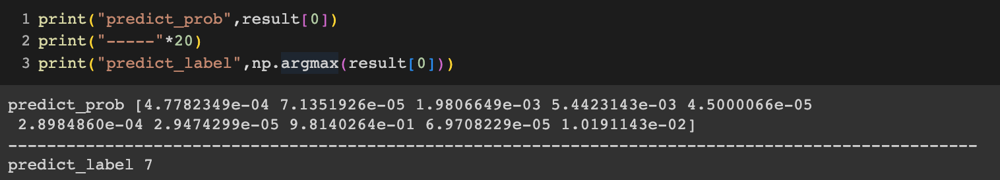 1 print("predict_prob",result[0])
2 print("-----"*20)
3 print("predict_label",np.argmax(result[0]))
predict_prob [4.7782349e-04 7.1351926e-05 1.9806649e-03 5.4423143e-03 4.5000066e-05
 2.8984860e-04 2.9474299e-05 9.8140264e-01 6.9708229e-05 1.0191143e-02]
----------------------------------------------------------------------------------------------------
predict_label 7